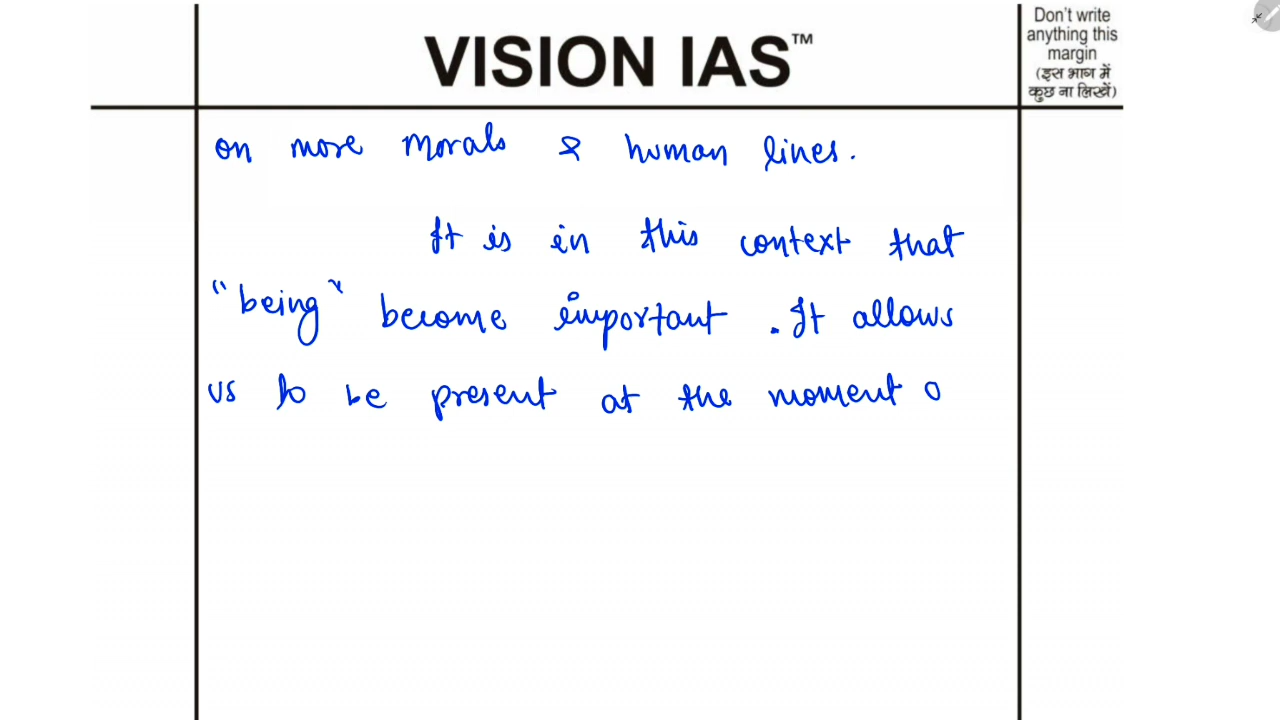 VISION IAS™
Don't write
anything this
margin
(इस भाग में
कुछ ना लिखें)
on more morals & human lines.
It is in this context that
"being" become important . It allows
us to be present at the moment o